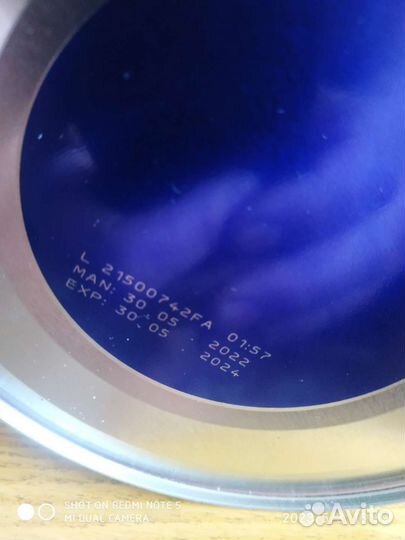 L 21500742FA 01:57
MAN: 30.05.2022
EXP: 30.05.2024
SHOT ON REDMI NOTE 5
MI DUAL CAMERA
Avito